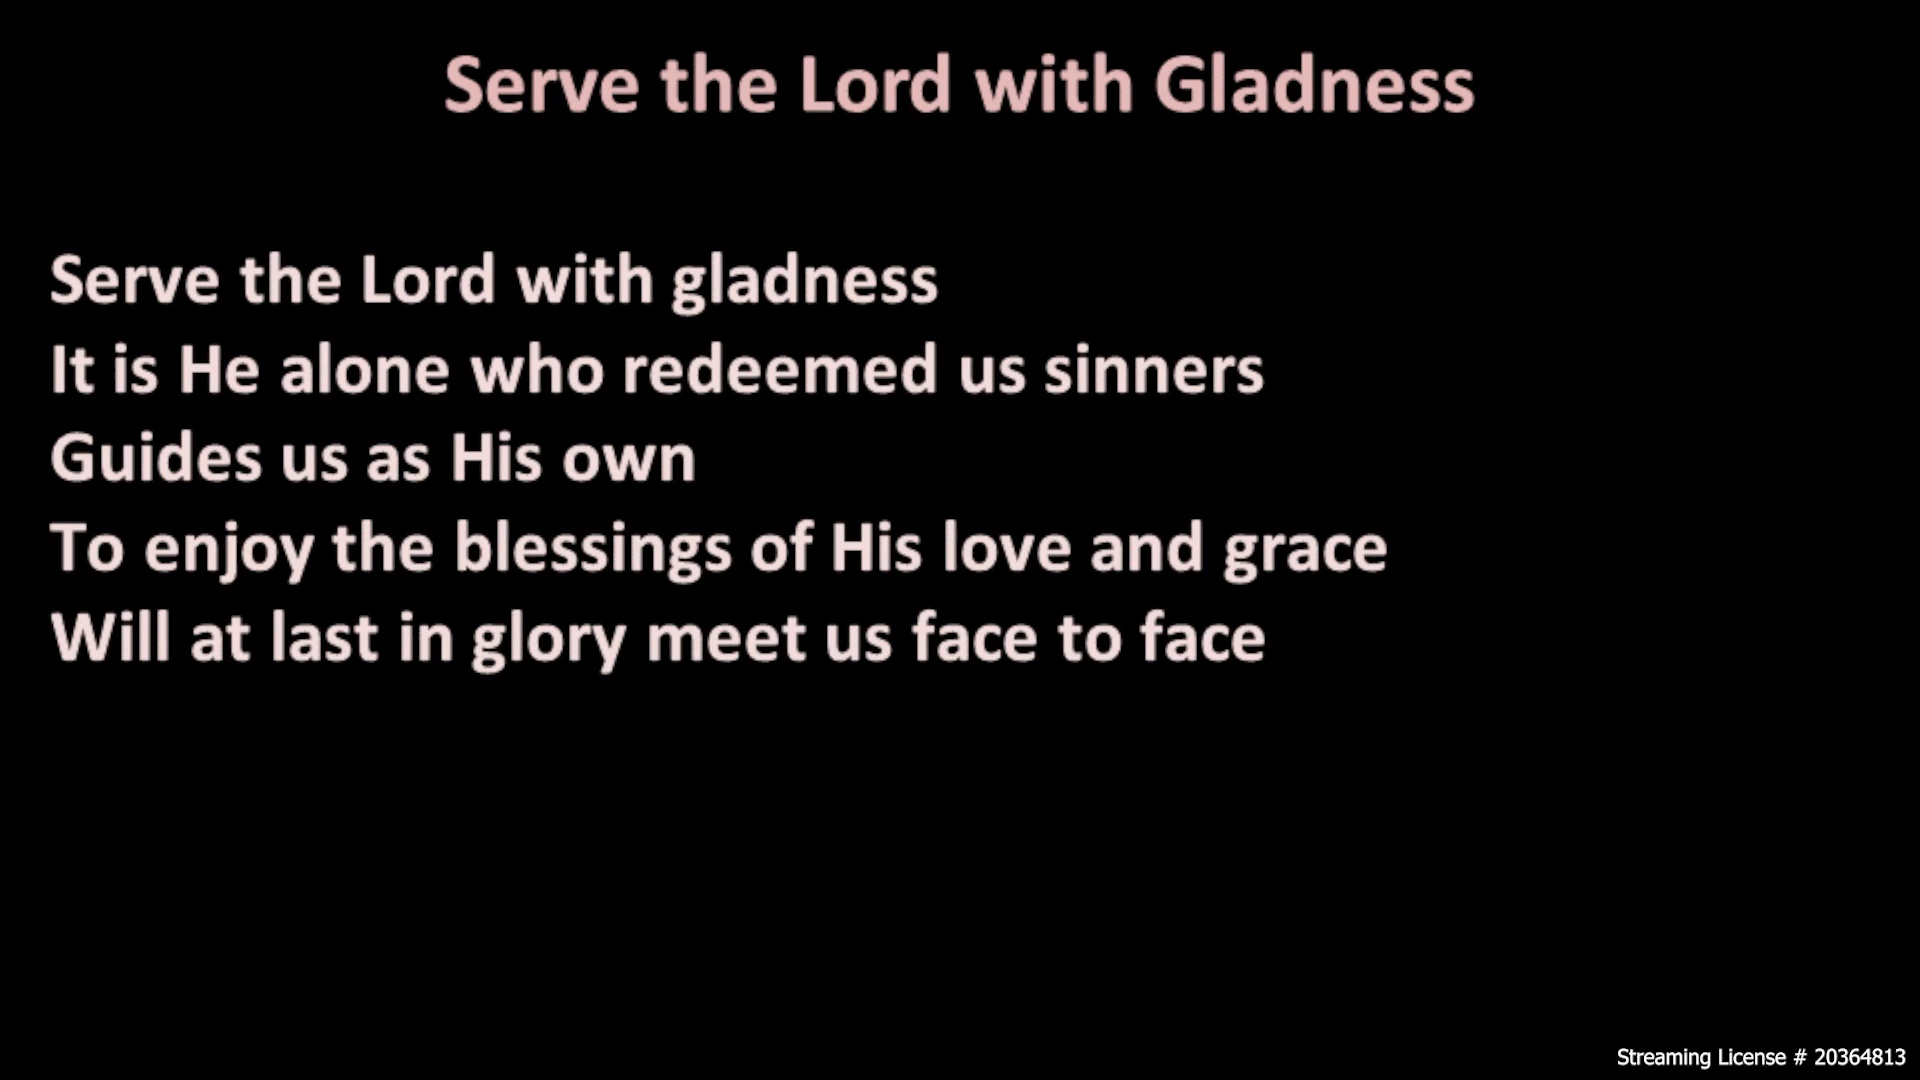 Serve the Lord with Gladness
Serve the Lord with gladness
It is He alone who redeemed us sinners
Guides us as His own
To enjoy the blessings of His love and grace
Will at last in glory meet us face to face
Streaming License # 20364813